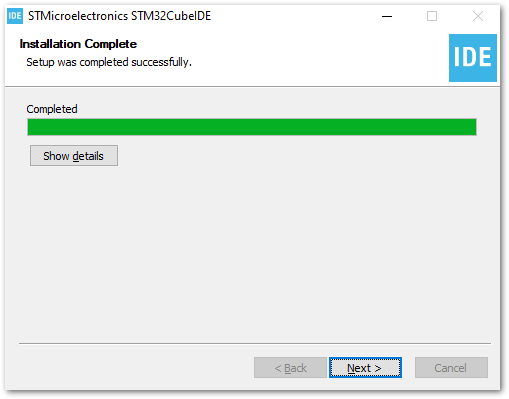 IDE STMicroelectronics STM32CubeIDE
Installation Complete
Setup was completed successfully.
IDE
Completed
Show details
< Back Next > Cancel